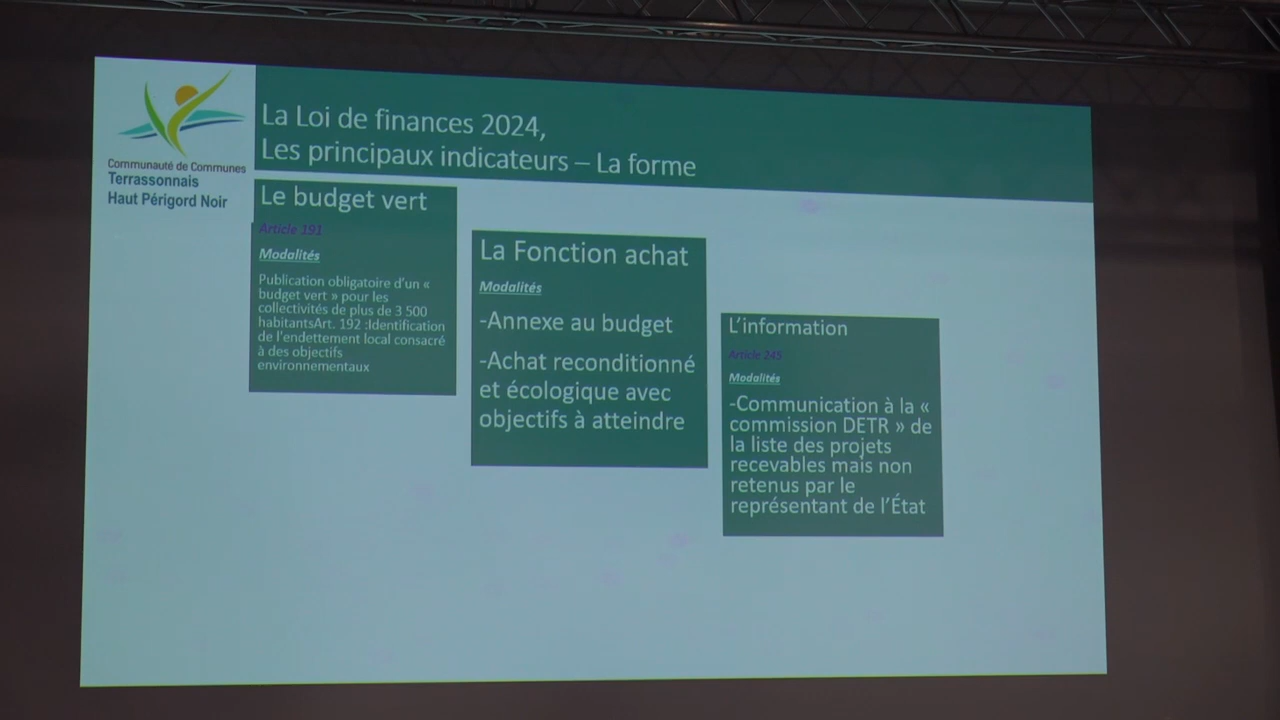 Communauté de Communes
Terrassonnais
Haut Périgord Noir
La Loi de finances 2024,
Les principaux indicateurs – La forme
Le budget vert
Article 191
Modalités
Publication obligatoire d'un «
budget vert » pour les
collectivités de plus de 3 500
habitantsArt. 192 :Identification
de l'endettement local consacré
à des objectifs
environnementaux
La Fonction achat
Modalités
-Annexe au budget
-Achat reconditionné
et écologique avec
objectifs à atteindre
L'information
Article 245
Modalités
-Communication à la «
commission DETR » de
la liste des projets
recevables mais non
retenus par le
représentant de l'État